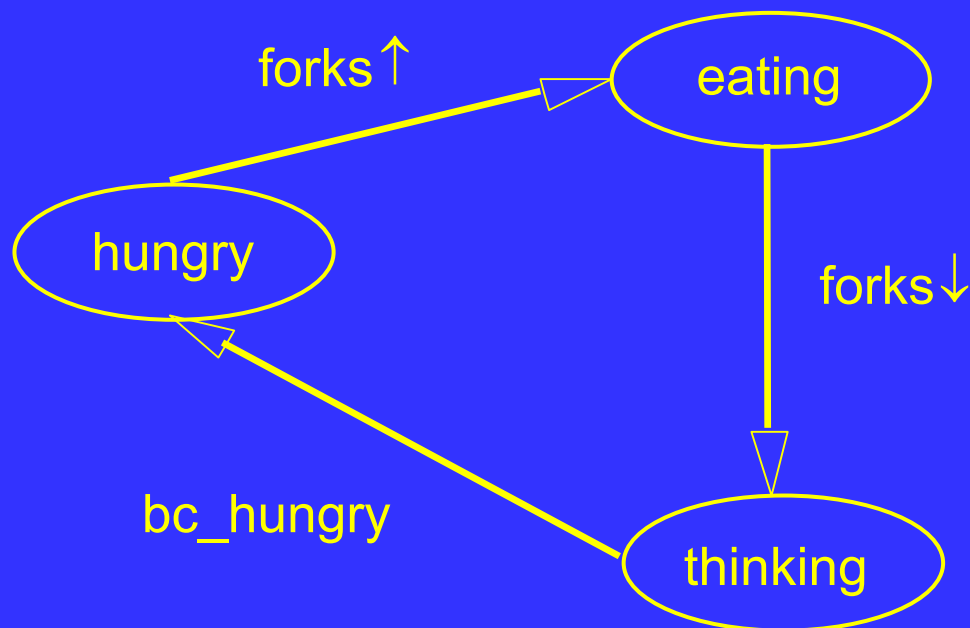 forks↑
eating
hungry
forks↓
bc_hungry
thinking